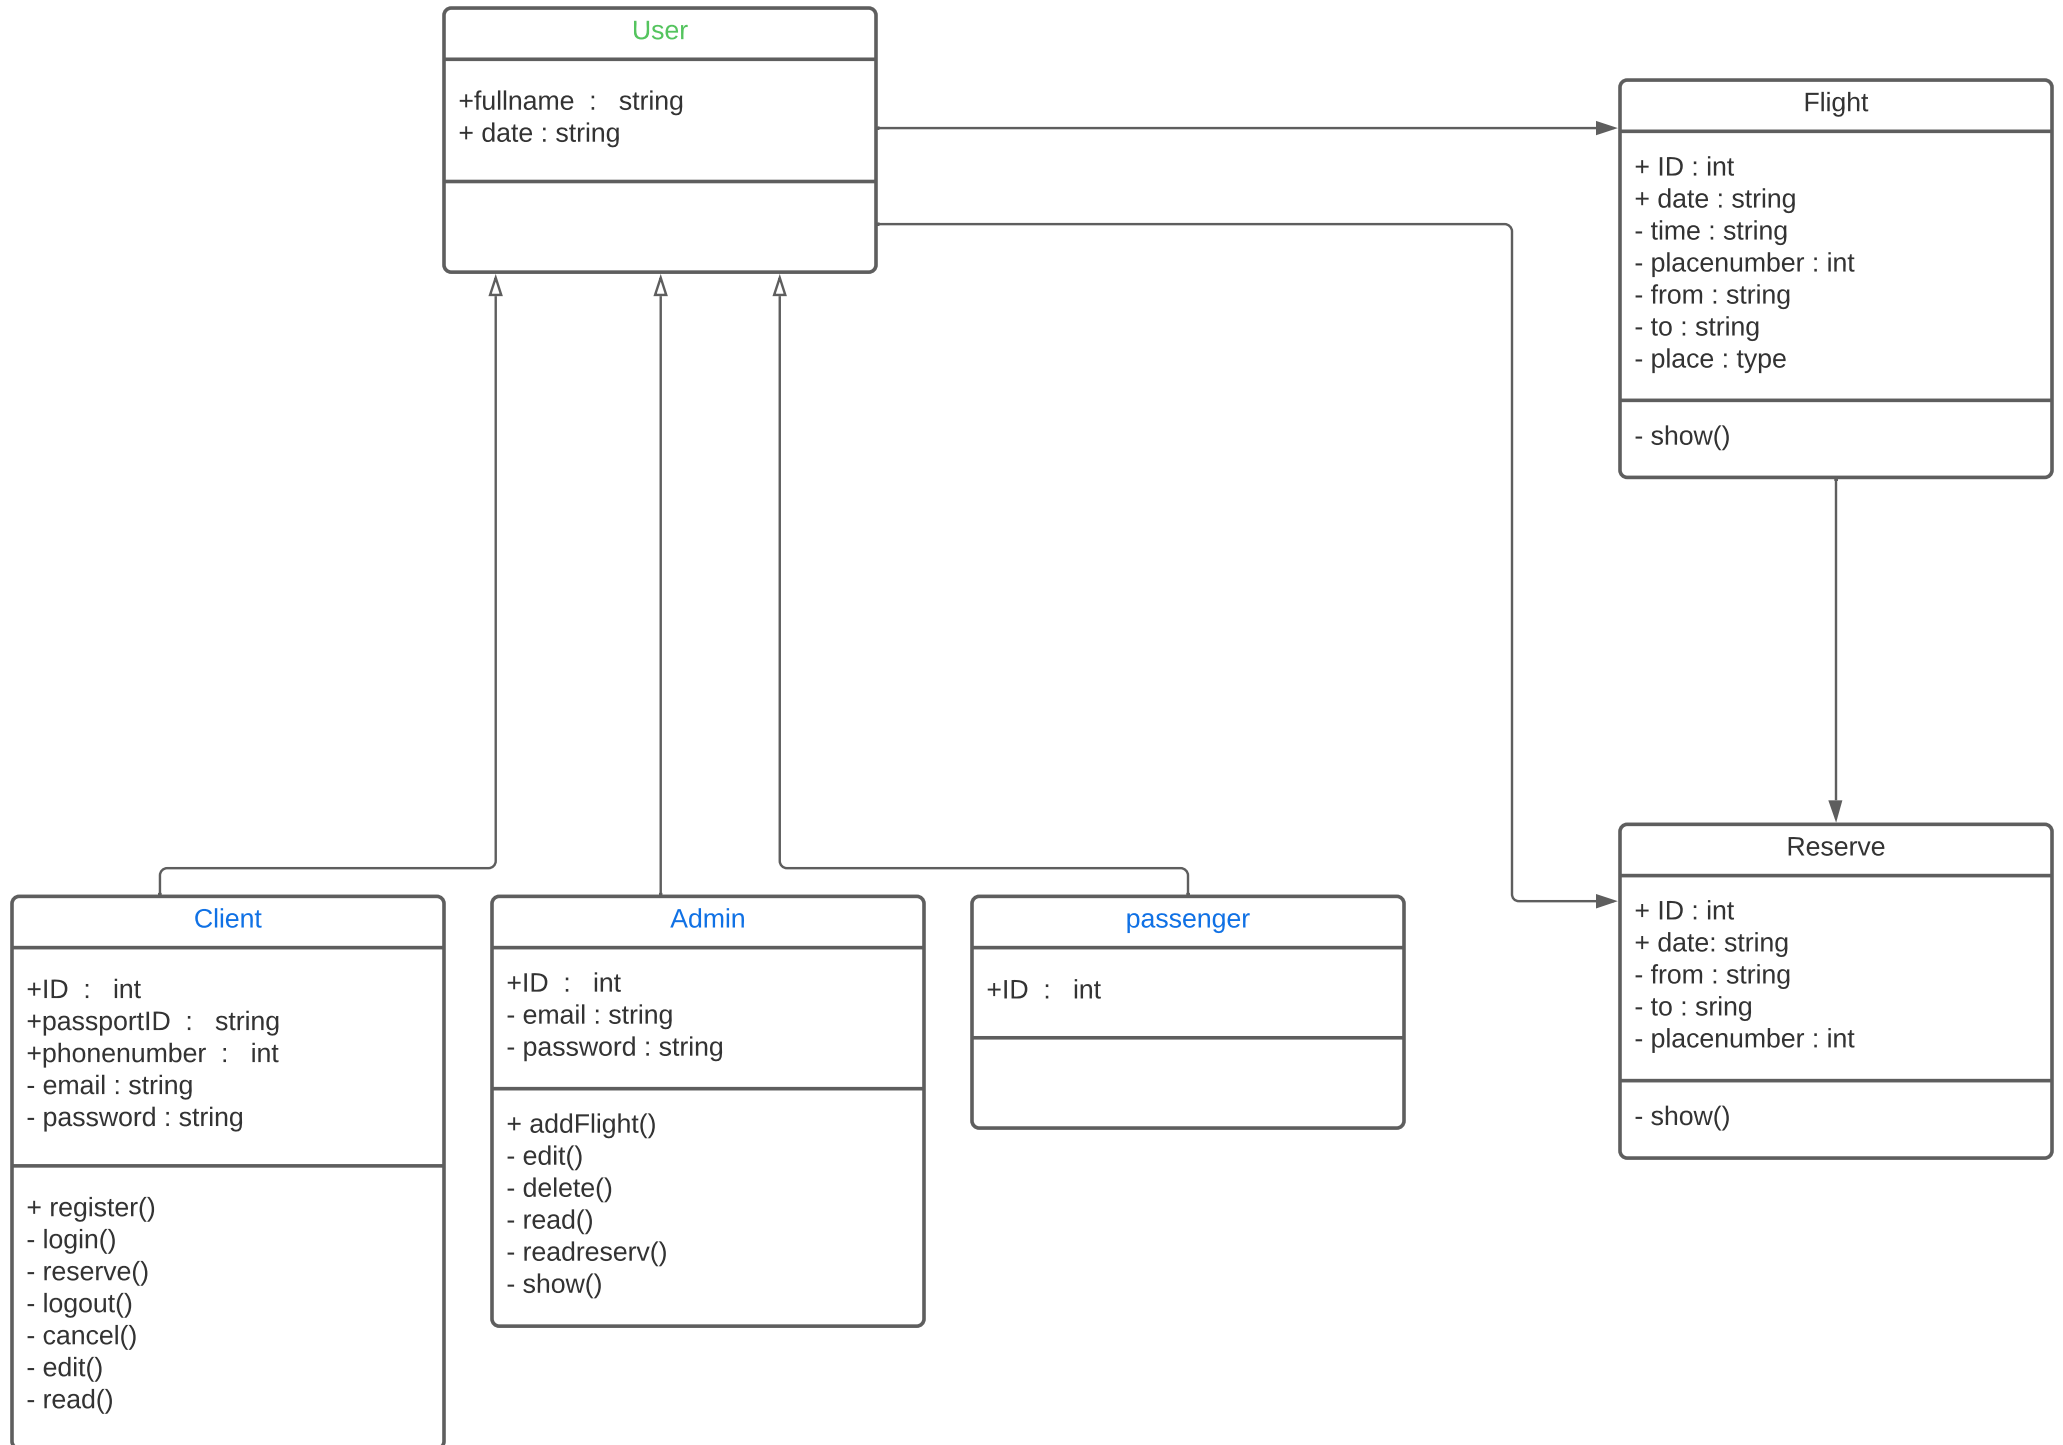 User
+fullname  :   string
+ date : string
Flight
+ ID : int
+ date : string
- time : string
- placenumber : int
- from : string
- to : string
- place : type
- show()
Client
+ID  :   int
+passportID  :   string
+phonenumber  :   int
- email : string
- password : string
+ register()
- login()
- reserve()
- logout()
- cancel()
- edit()
- read()
Admin
+ID  :   int
- email : string
- password : string
+ addFlight()
- edit()
- delete()
- read()
- readreserv()
- show()
passenger
+ID  :   int
Reserve
+ ID : int
+ date: string
- from : string
- to : sring
- placenumber : int
- show()